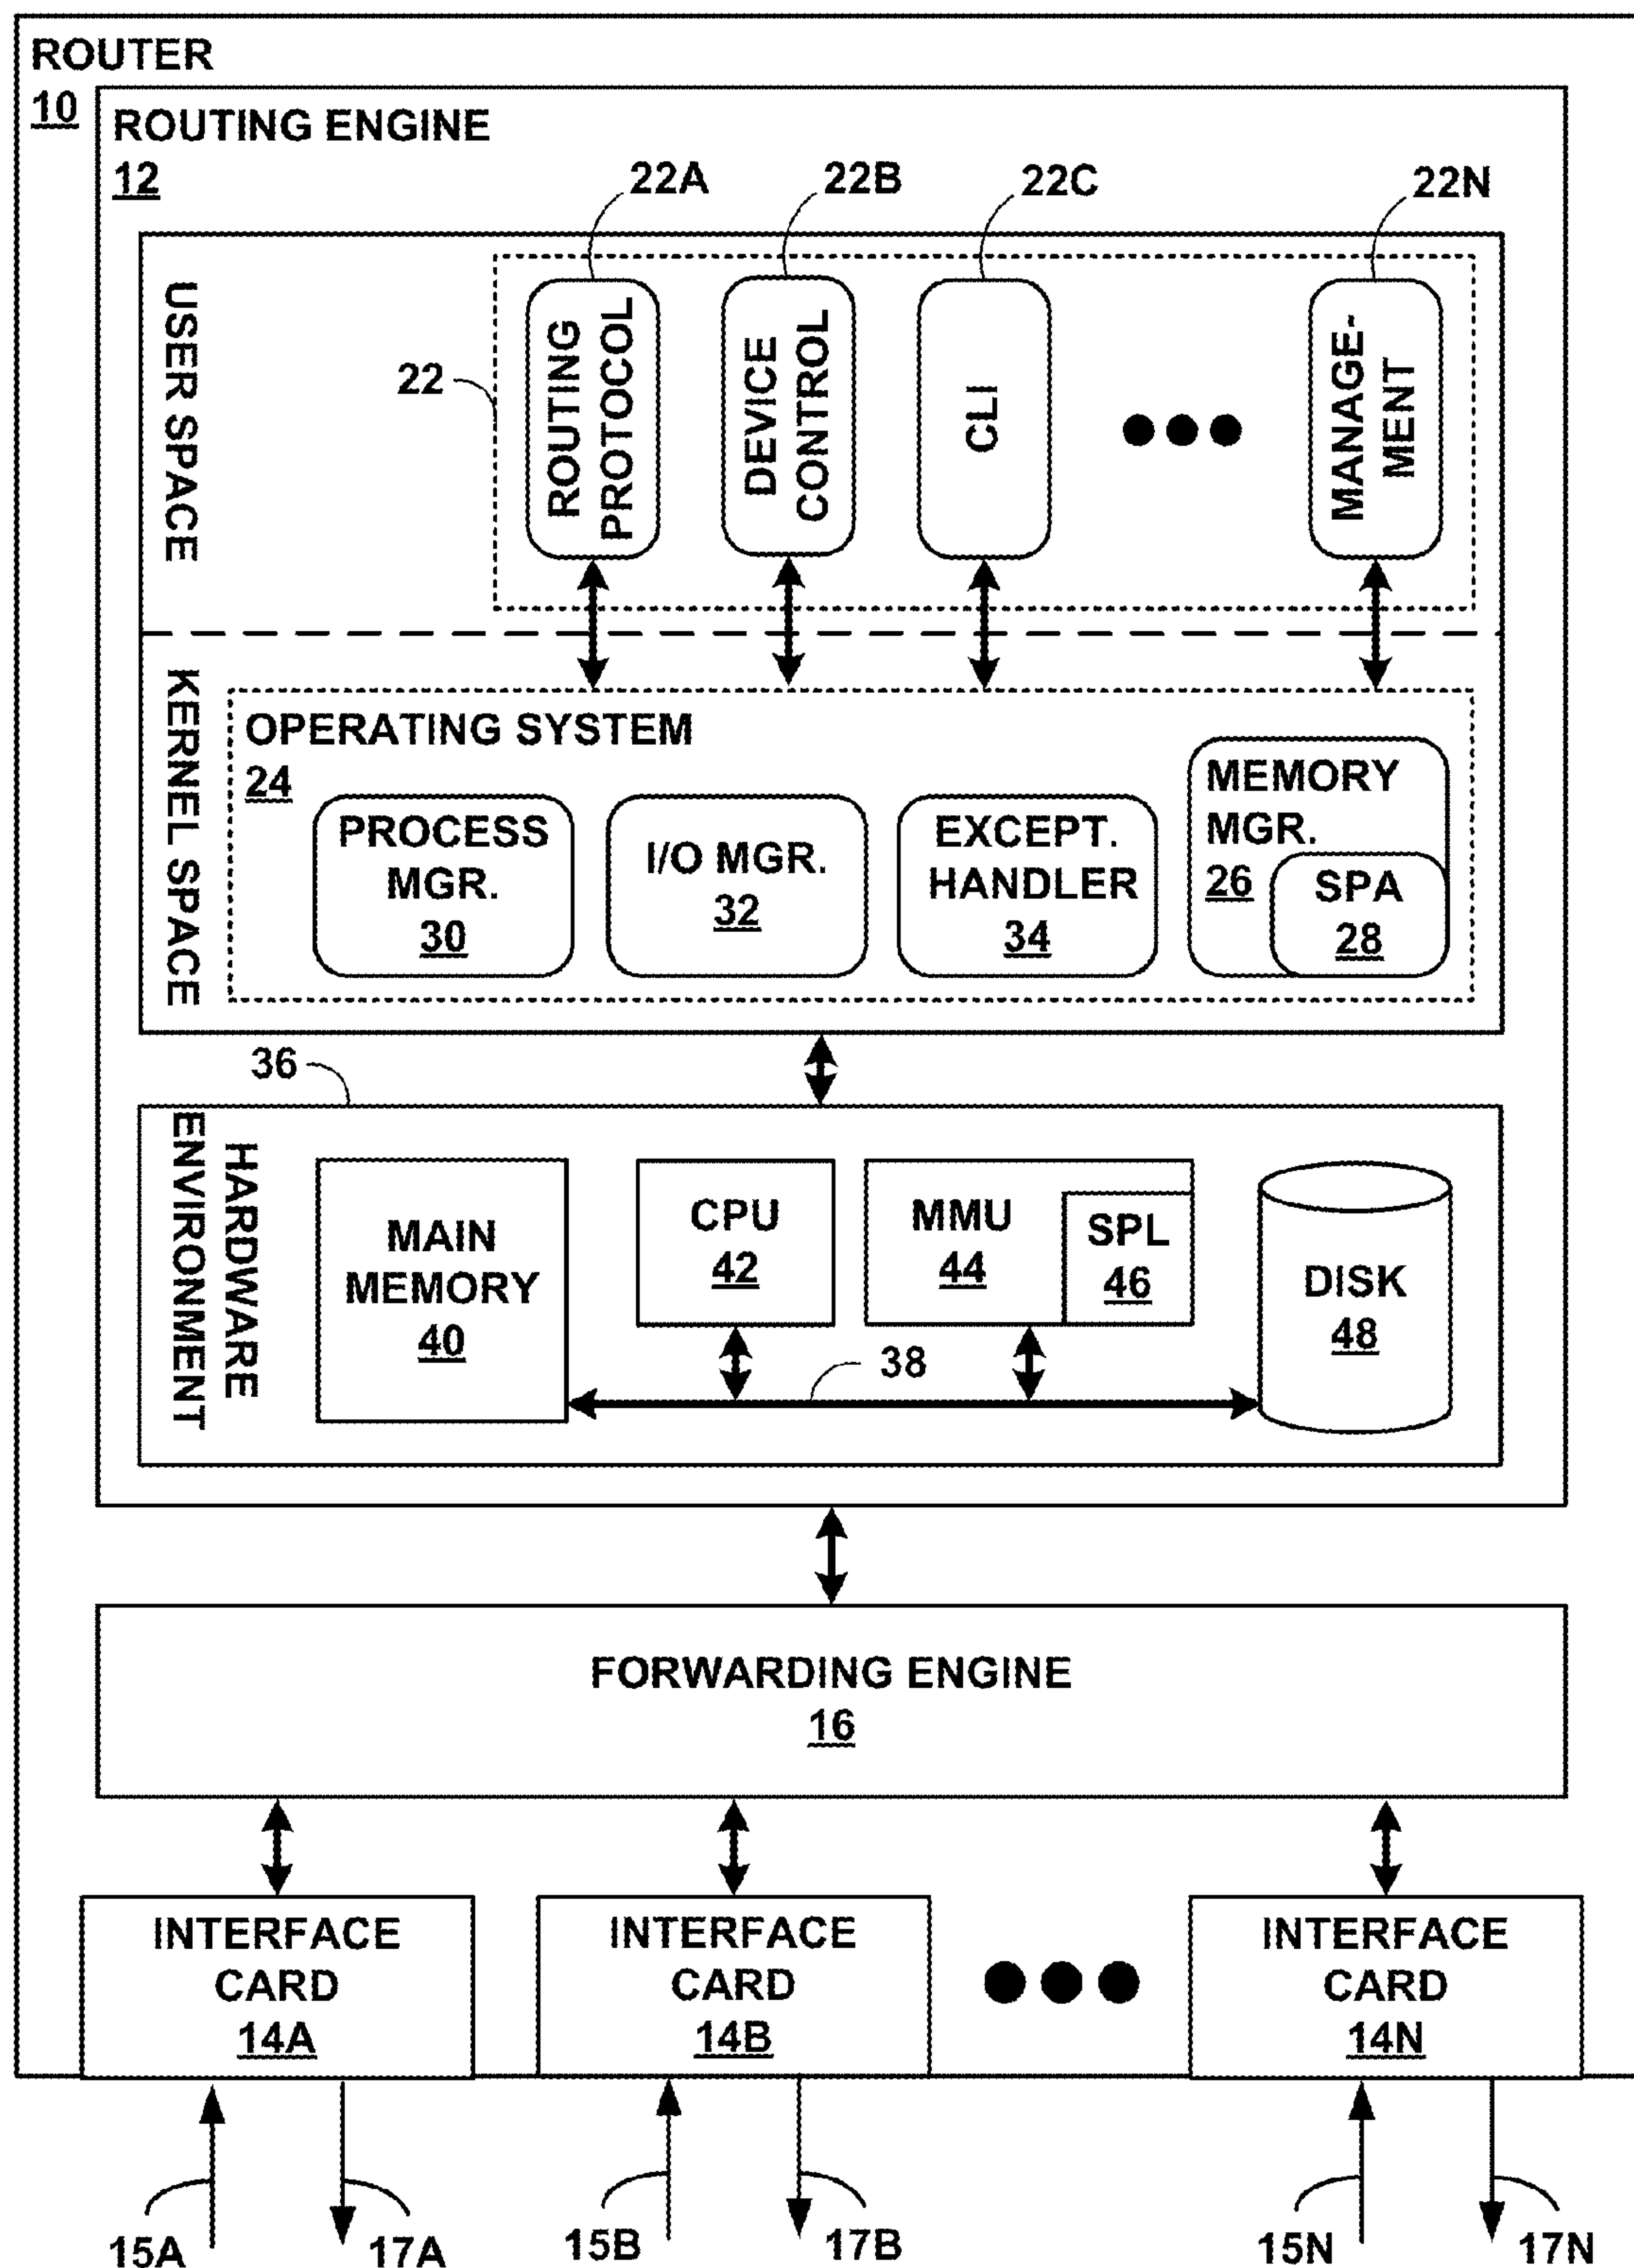 ROUTER
10
ROUTING ENGINE
12
22A
22B
22C
22N
USER SPACE
22
ROUTING
PROTOCOL
DEVICE
CONTROL
CLI
MANAGE-
MENT
KERNEL SPACE
OPERATING SYSTEM
24
PROCESS
MGR.
30
I/O MGR.
32
EXCEPT.
HANDLER
34
MEMORY
MGR.
26
SPA
28
36
HARDWARE
ENVIRONMENT
MAIN
MEMORY
40
CPU
42
MMU
44
SPL
46
DISK
48
38
FORWARDING ENGINE
16
INTERFACE
CARD
14A
INTERFACE
CARD
14B
INTERFACE
CARD
14N
15A
17A
15B
17B
15N
17N